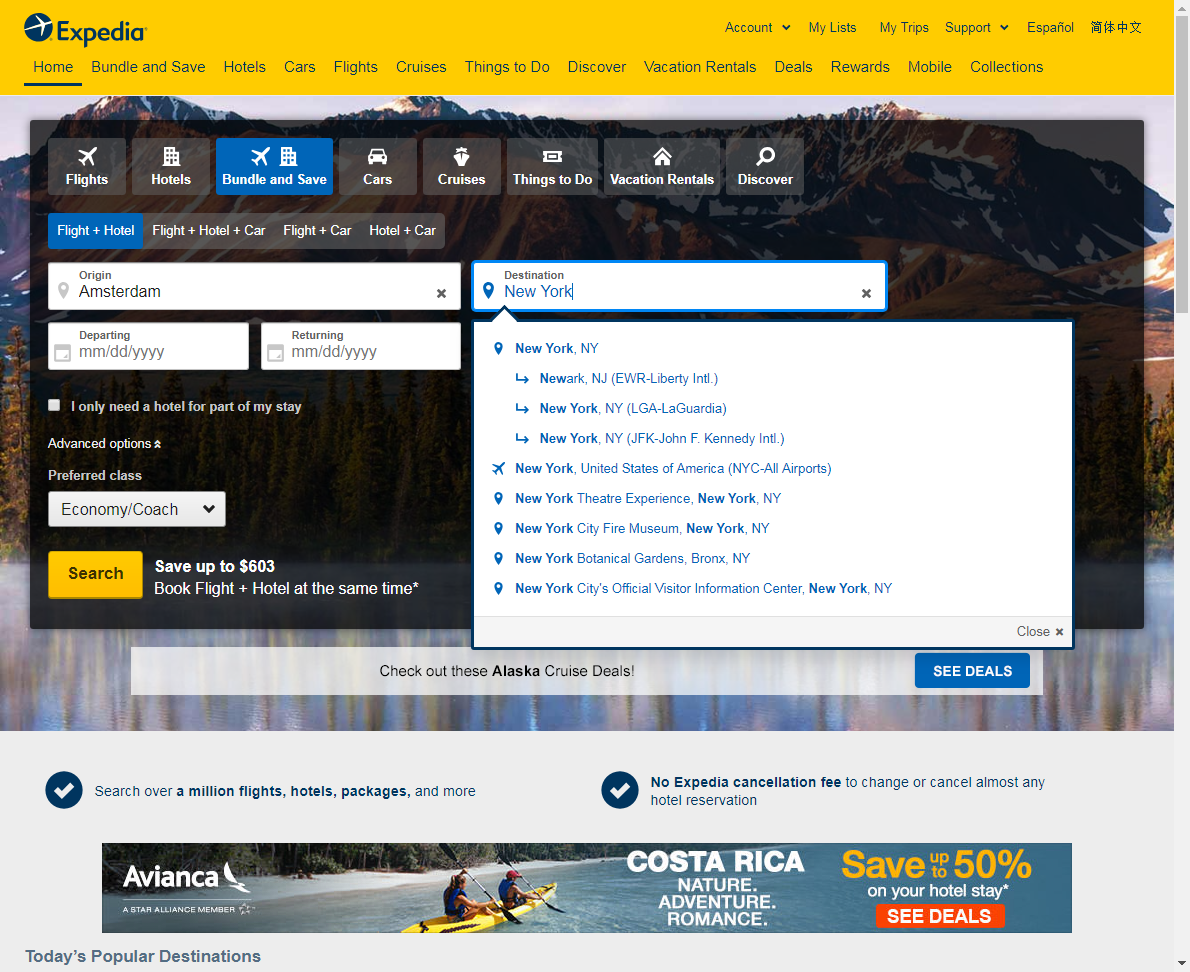 Expedia
Account My Lists My Trips Support Español 简体中文
Home Bundle and Save Hotels Cars Flights Cruises Things to Do Discover Vacation Rentals Deals Rewards Mobile Collections
Flights Hotels Bundle and Save Cars Cruises Things to Do Vacation Rentals Discover
Flight + Hotel Flight + Hotel + Car Flight + Car Hotel + Car
Origin
Amsterdam
Destination
New York
Departing
mm/dd/yyyy
Returning
mm/dd/yyyy
I only need a hotel for part of my stay
Advanced options
Preferred class
Economy/Coach
Search
Save up to $603
Book Flight + Hotel at the same time*
New York, NY
Newark, NJ (EWR-Liberty Intl.)
New York, NY (LGA-LaGuardia)
New York, NY (JFK-John F. Kennedy Intl.)
New York, United States of America (NYC-All Airports)
New York Theatre Experience, New York, NY
New York City Fire Museum, New York, NY
New York Botanical Gardens, Bronx, NY
New York City's Official Visitor Information Center, New York, NY
Close
Check out these Alaska Cruise Deals!
SEE DEALS
Search over a million flights, hotels, packages, and more
No Expedia cancellation fee to change or cancel almost any
hotel reservation
Avianca
A STAR ALLIANCE MEMBER
COSTA RICA
NATURE.
ADVENTURE.
ROMANCE.
Save up to 50%
on your hotel stay*
SEE DEALS
Today's Popular Destinations